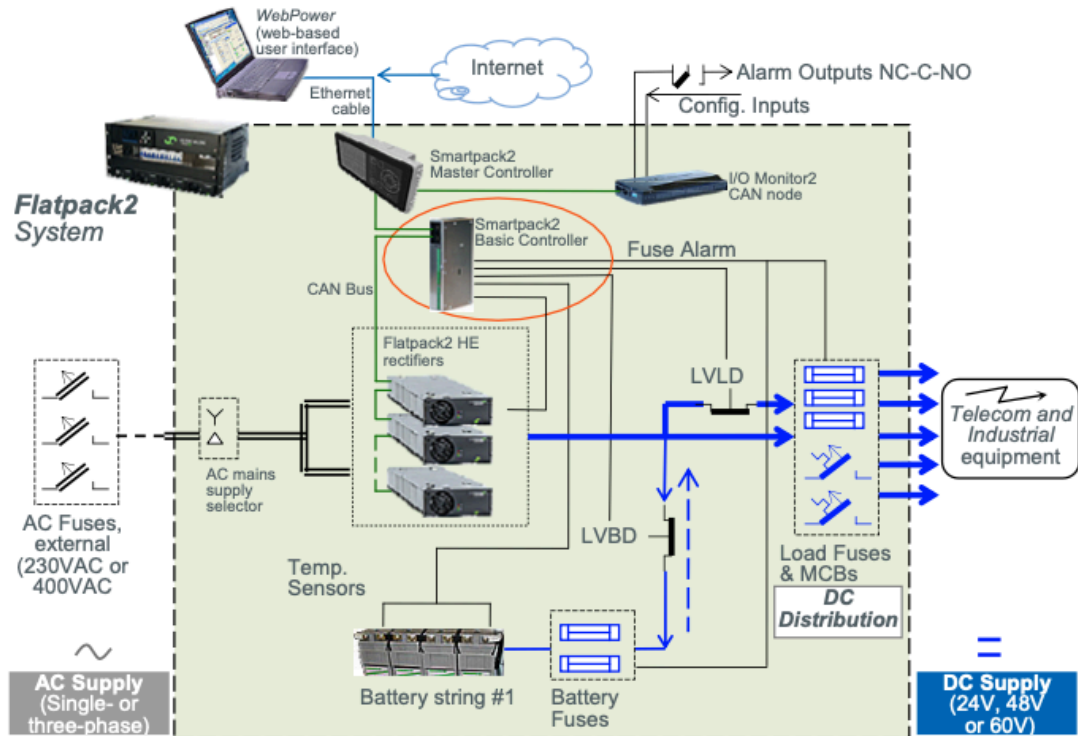 WebPower
(web-based
user interface)
Internet
Ethernet
cable
Alarm Outputs NC-C-NO
Config. Inputs
Smartpack2
Master Controller
I/O Monitor2
CAN node
Flatpack2
System
Smartpack2
Basic Controller
Fuse Alarm
CAN Bus
Flatpack2 HE
rectifiers
LVLD
Telecom and
Industrial
equipment
AC mains
supply
selector
AC Fuses,
external
(230VAC or
400VAC
LVBD
Load Fuses
& MCBs
DC
Distribution
Temp.
Sensors
Battery string #1
Battery
Fuses
AC Supply
(Single- or
three-phase)
DC Supply
(24V, 48V
or 60V)